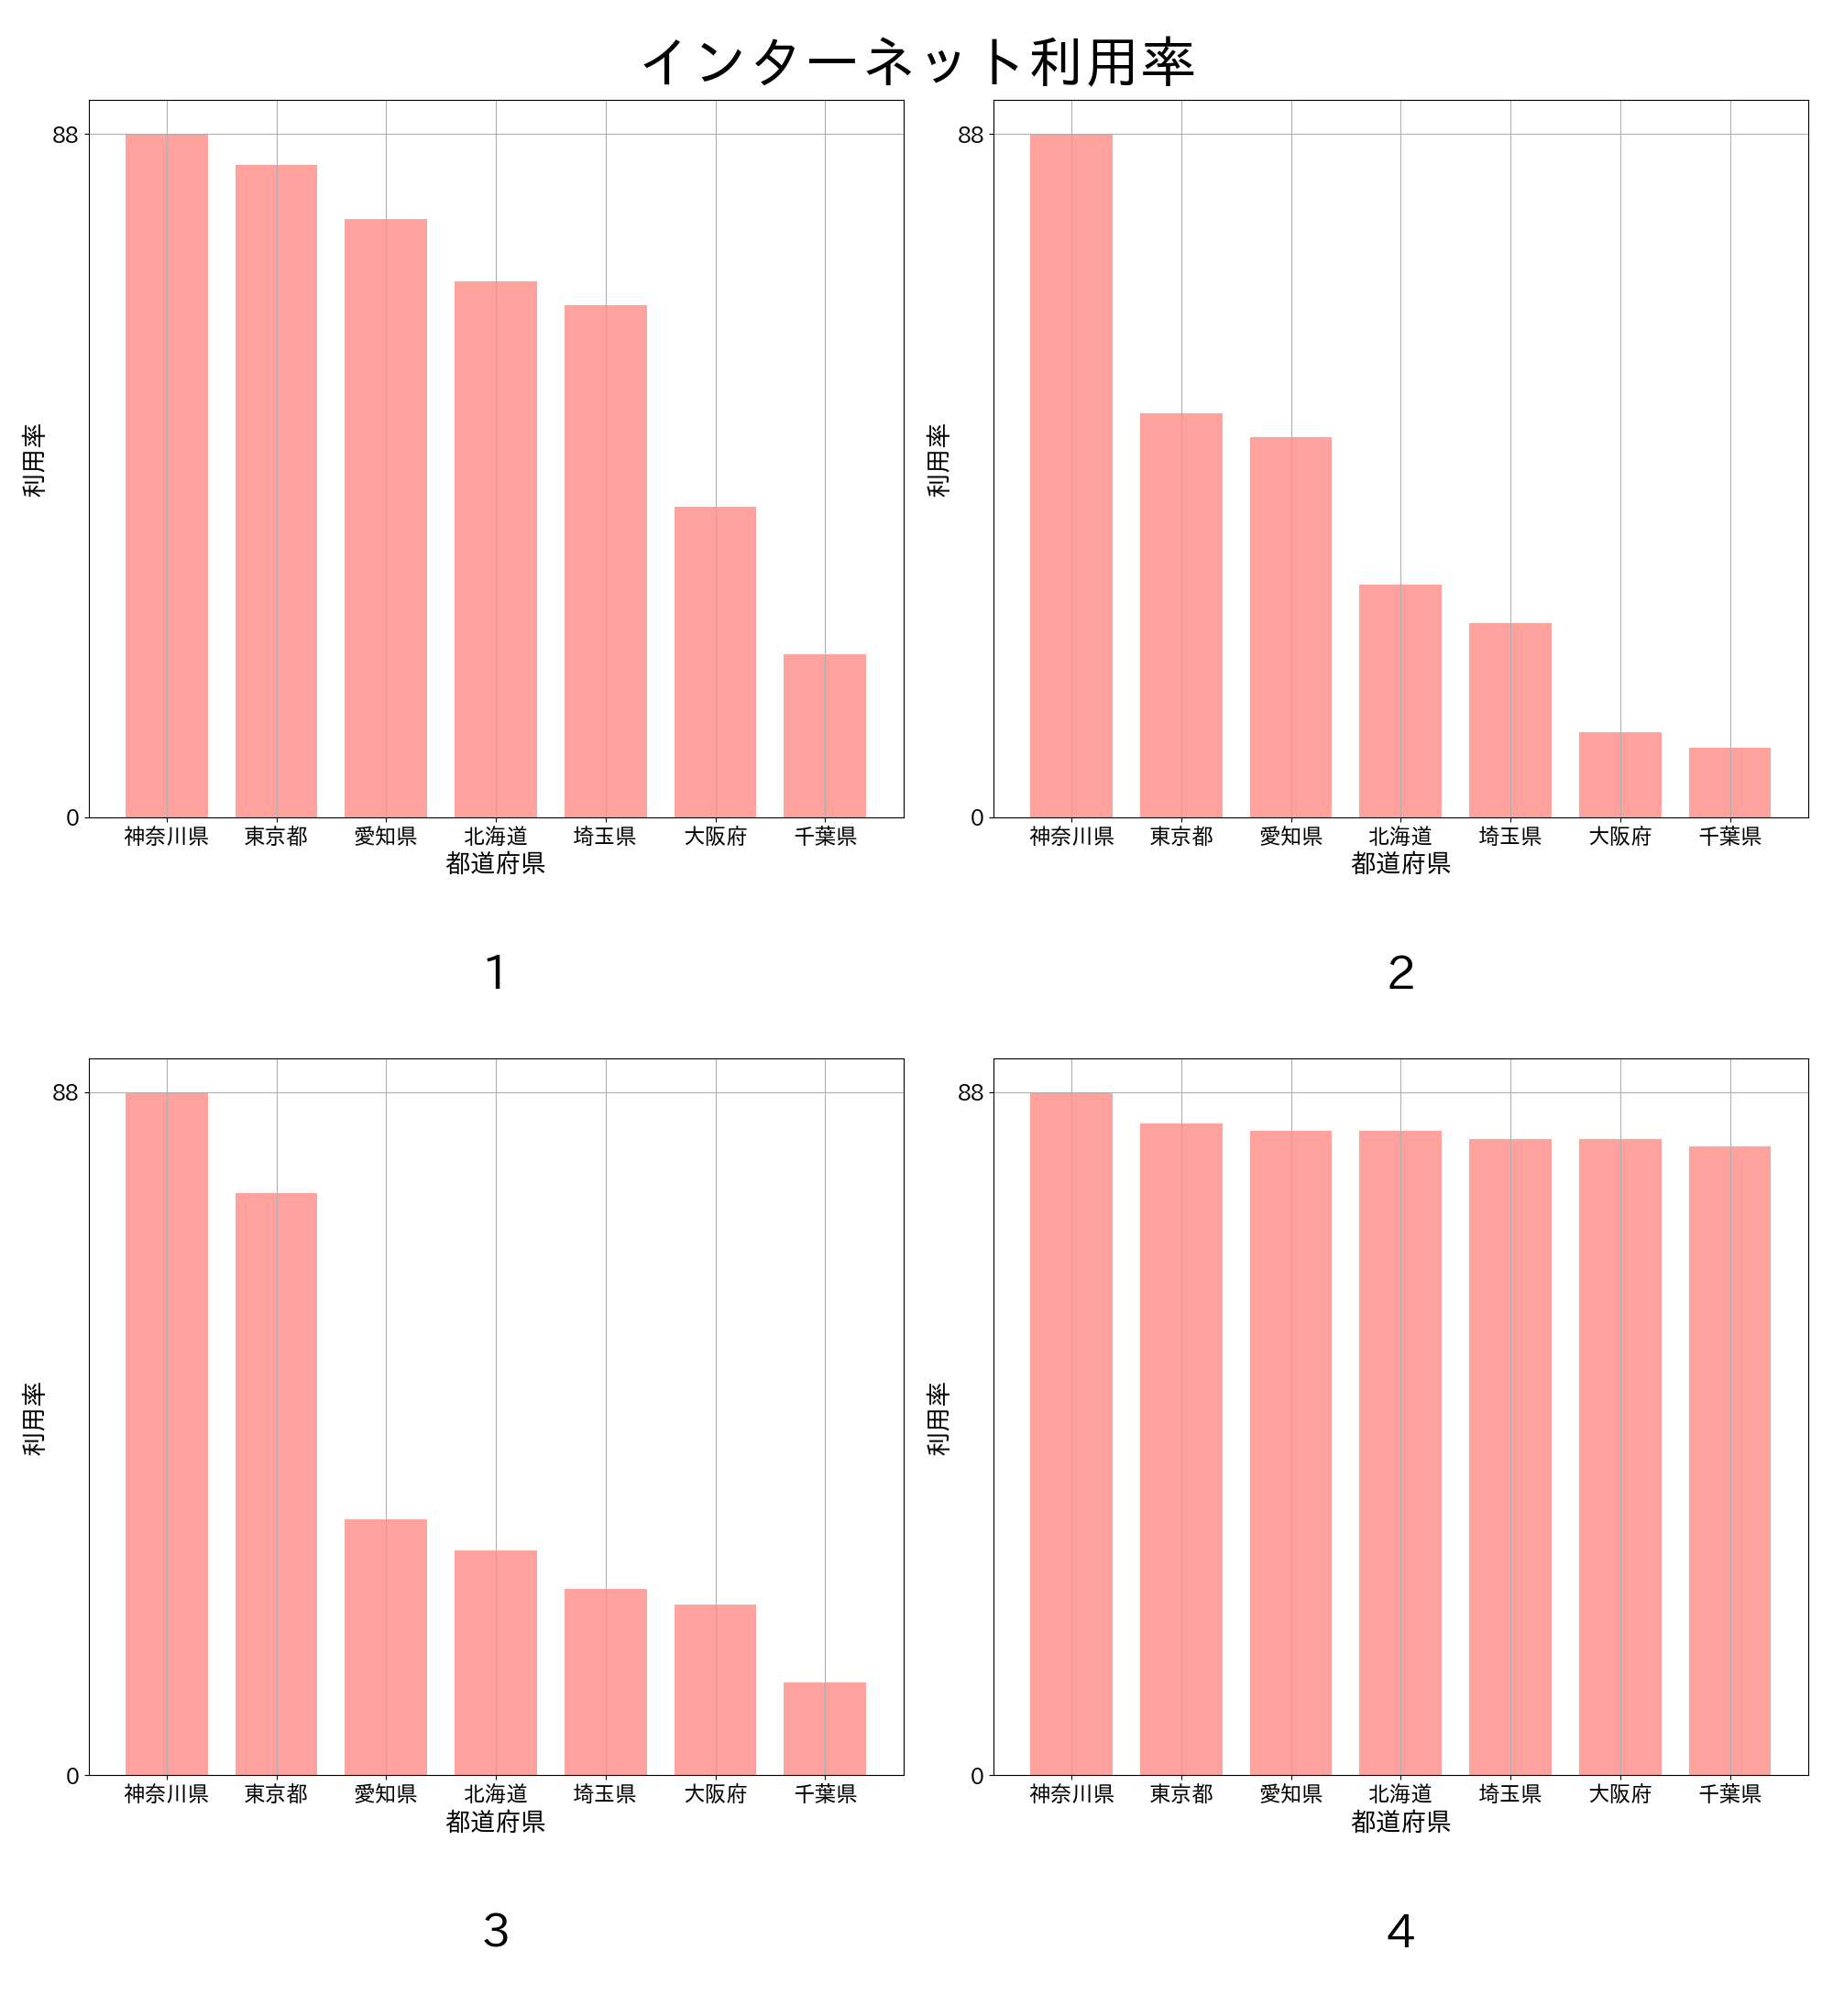 インターネット利用率
88
0
利用率
神奈川県 東京都 愛知県 北海道 埼玉県 大阪府 千葉県
都道府県
1
88
0
利用率
神奈川県 東京都 愛知県 北海道 埼玉県 大阪府 千葉県
都道府県
2
88
0
利用率
神奈川県 東京都 愛知県 北海道 埼玉県 大阪府 千葉県
都道府県
3
88
0
利用率
神奈川県 東京都 愛知県 北海道 埼玉県 大阪府 千葉県
都道府県
4